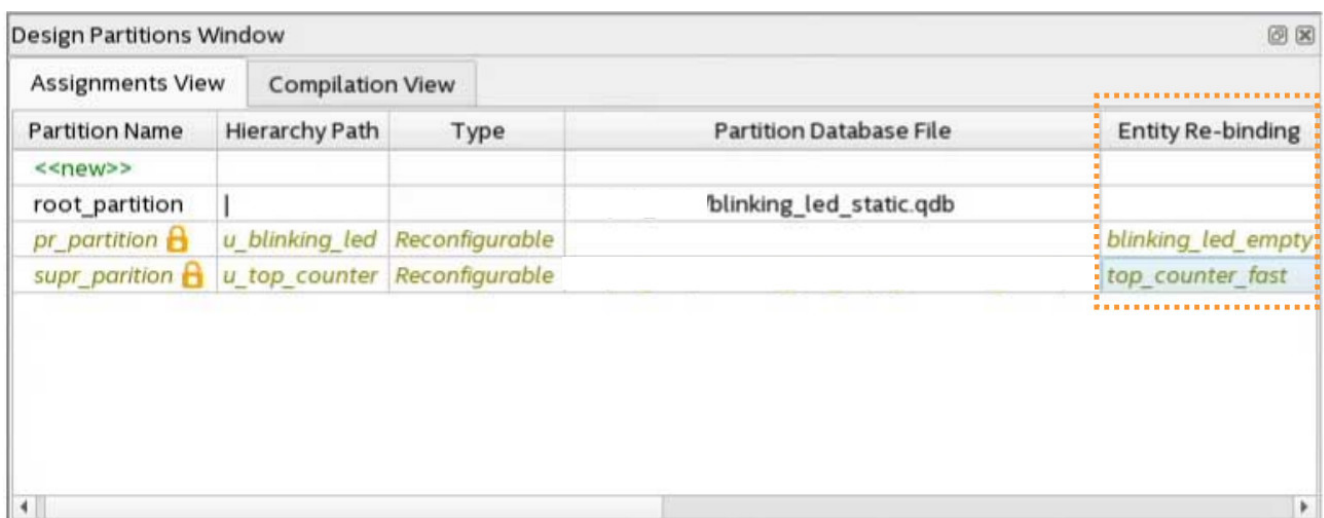 Design Partitions Window
Assignments View Compilation View
Partition Name Hierarchy Path Type Partition Database File Entity Re-binding
<<new>>
root_partition | blinking_led_static.qdb
pr_partition u_blinking_led Reconfigurable blinking_led_empty
supr_parition u_top_counter Reconfigurable top_counter_fast